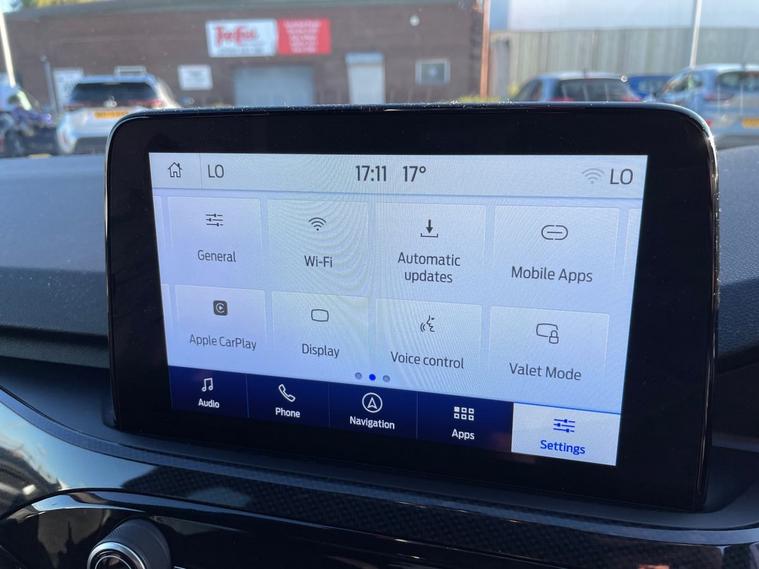 LO 17:11 17° LO
General Wi-Fi Automatic updates Mobile Apps
Apple CarPlay Display Voice control Valet Mode
Audio Phone Navigation Apps Settings